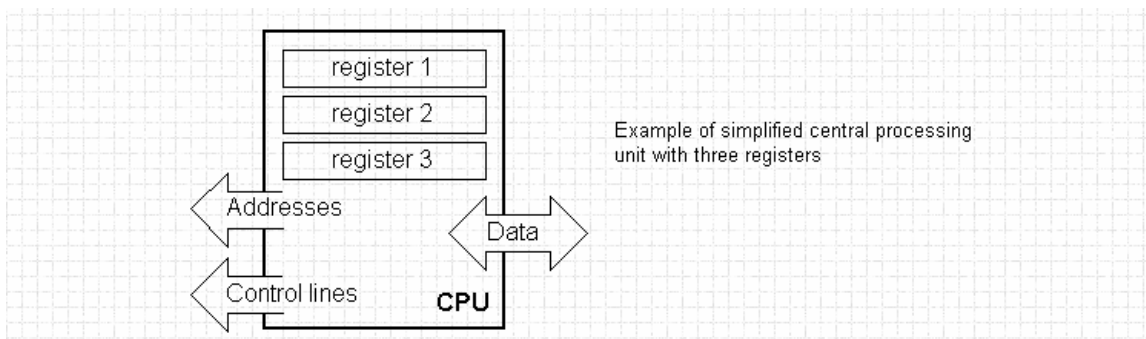 register 1
register 2
register 3
Example of simplified central processing
unit with three registers
Addresses
Data
Control lines
CPU